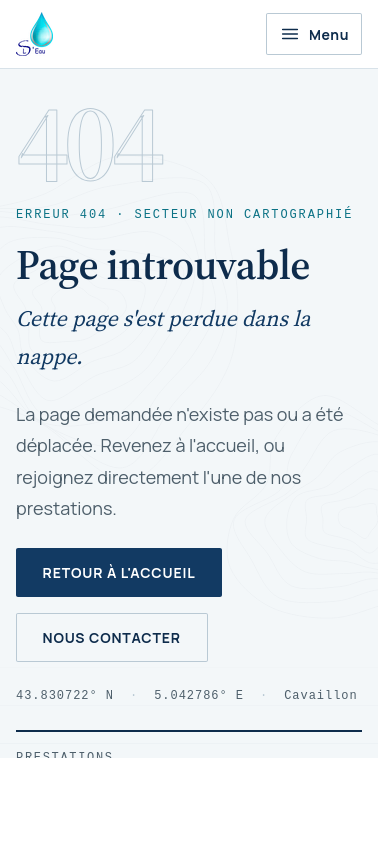 S'Eau
Menu
404
ERREUR 404 · SECTEUR NON CARTOGRAPHIÉ
Page introuvable
Cette page s'est perdue dans la
nappe.
La page demandée n'existe pas ou a été
déplacée. Revenez à l'accueil, ou
rejoignez directement l'une de nos
prestations.
RETOUR À L'ACCUEIL
NOUS CONTACTER
43.830722° N · 5.042786° E · Cavaillon
PRESTATIONS